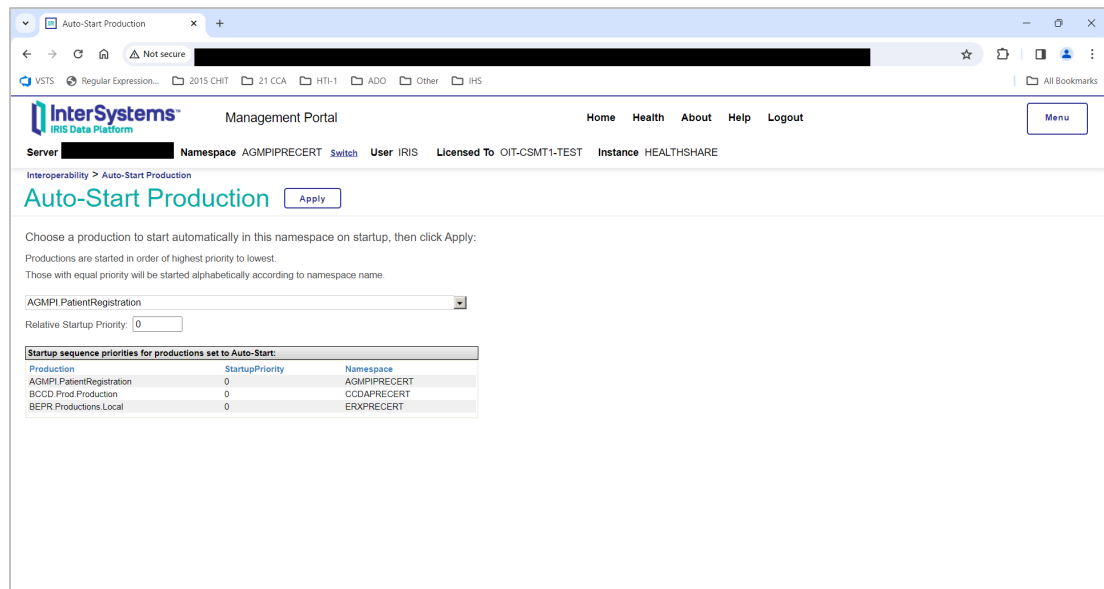 Auto-Start Production
Not secure
VSTS Regular Expression... 2015 CHIT 21 CCA HTI-1 ADO Other IHS All Bookmarks
InterSystems™ Management Portal Home Health About Help Logout Menu
IRIS Data Platform
Server Namespace AGMPIPRECERT Switch User IRIS Licensed To OIT-CSMT1-TEST Instance HEALTHSHARE
Interoperability > Auto-Start Production
Auto-Start Production Apply
Choose a production to start automatically in this namespace on startup, then click Apply:
Productions are started in order of highest priority to lowest.
Those with equal priority will be started alphabetically according to namespace name.
AGMPI.PatientRegistration
Relative Startup Priority: 0
Startup sequence priorities for productions set to Auto-Start:
Production StartupPriority Namespace
AGMPI.PatientRegistration 0 AGMPIPRECERT
BCCD.Prod.Production 0 CCDAPRECERT
BEPR.Productions.Local 0 ERXPRECERT